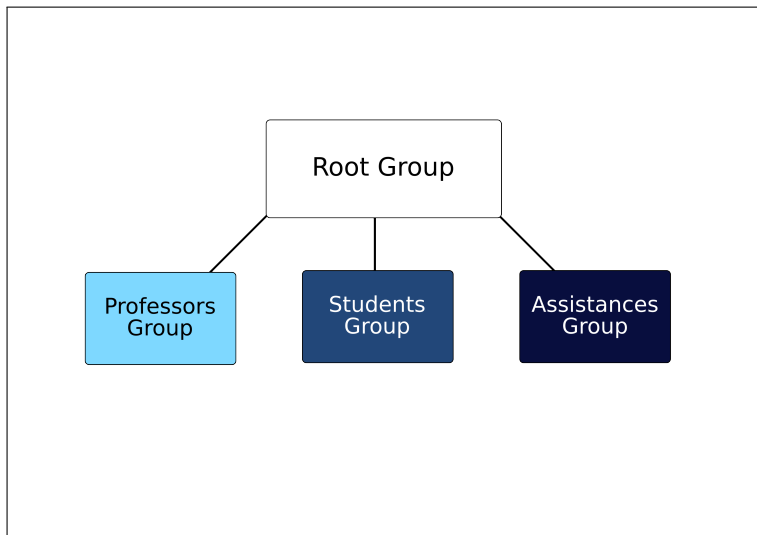 Root Group
Professors
Group
Students
Group
Assistances
Group